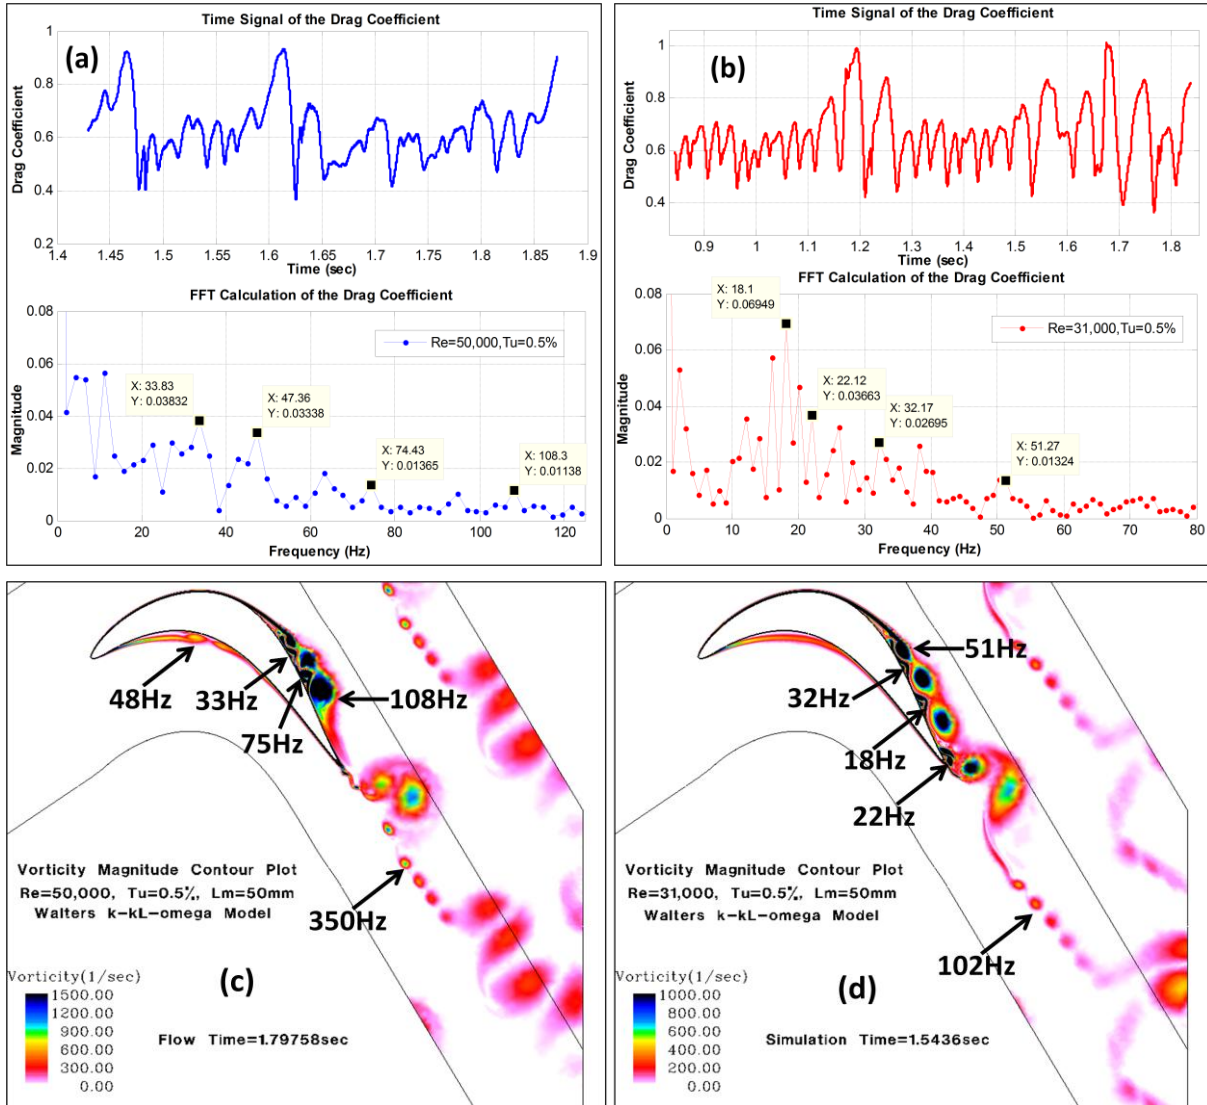 Time Signal of the Drag Coefficient
(a)
Drag Coefficient
1
0.8
0.6
0.4
0.2
1.4 1.45 1.5 1.55 1.6 1.65 1.7 1.75 1.8 1.85 1.9
Time (sec)
FFT Calculation of the Drag Coefficient
Magnitude
0.08
0.06
0.04
0.02
0
Re=50,000,Tu=0.5%
X: 33.83
Y: 0.03832
X: 47.36
Y: 0.03338
X: 74.43
Y: 0.01365
X: 108.3
Y: 0.01138
0 20 40 60 80 100 120
Frequency (Hz)
Time Signal of the Drag Coefficient
(b)
Drag Coefficient
1
0.8
0.6
0.4
0.9 1 1.1 1.2 1.3 1.4 1.5 1.6 1.7 1.8
Time (sec)
FFT Calculation of the Drag Coefficient
Magnitude
0.08
0.06
0.04
0.02
0
X: 18.1
Y: 0.06949
Re=31,000,Tu=0.5%
X: 22.12
Y: 0.03663
X: 32.17
Y: 0.02695
X: 51.27
Y: 0.01324
0 10 20 30 40 50 60 70 80
Frequency (Hz)
48Hz
33Hz
108Hz
75Hz
350Hz
Vorticity Magnitude Contour Plot
Re=50,000, Tu=0.5%, Lm=50mm
Walters k-kL-omega Model
Vorticity(1/sec)
1500.00
1200.00
900.00
600.00
300.00
0.00
(c)
Flow Time=1.79758sec
51Hz
32Hz
18Hz
22Hz
102Hz
Vorticity Magnitude Contour Plot
Re=31,000, Tu=0.5%, Lm=50mm
Walters k-kL-omega Model
Vorticity(1/sec)
1000.00
800.00
600.00
400.00
200.00
0.00
(d)
Simulation Time=1.5436sec